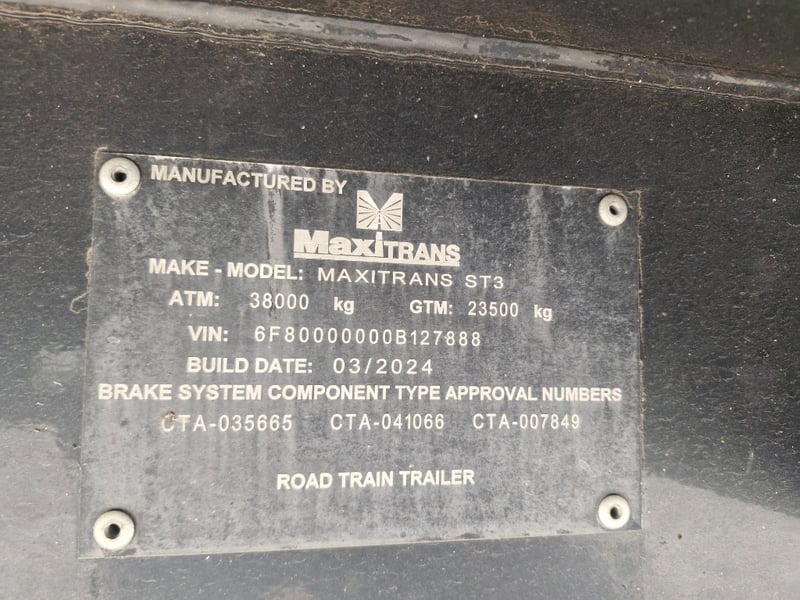 MANUFACTURED BY
MaxiTRANS
MAKE - MODEL: MAXITRANS ST3
ATM: 38000 kg GTM: 23500 kg
VIN: 6F80000000B127888
BUILD DATE: 03/2024
BRAKE SYSTEM COMPONENT TYPE APPROVAL NUMBERS
CTA-035665 CTA-041066 CTA-007849
ROAD TRAIN TRAILER